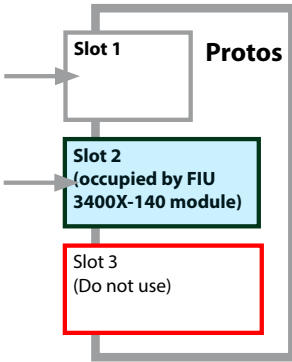 Slot 1
Protos
Slot 2
(occupied by FIU
3400X-140 module)
Slot 3
(Do not use)